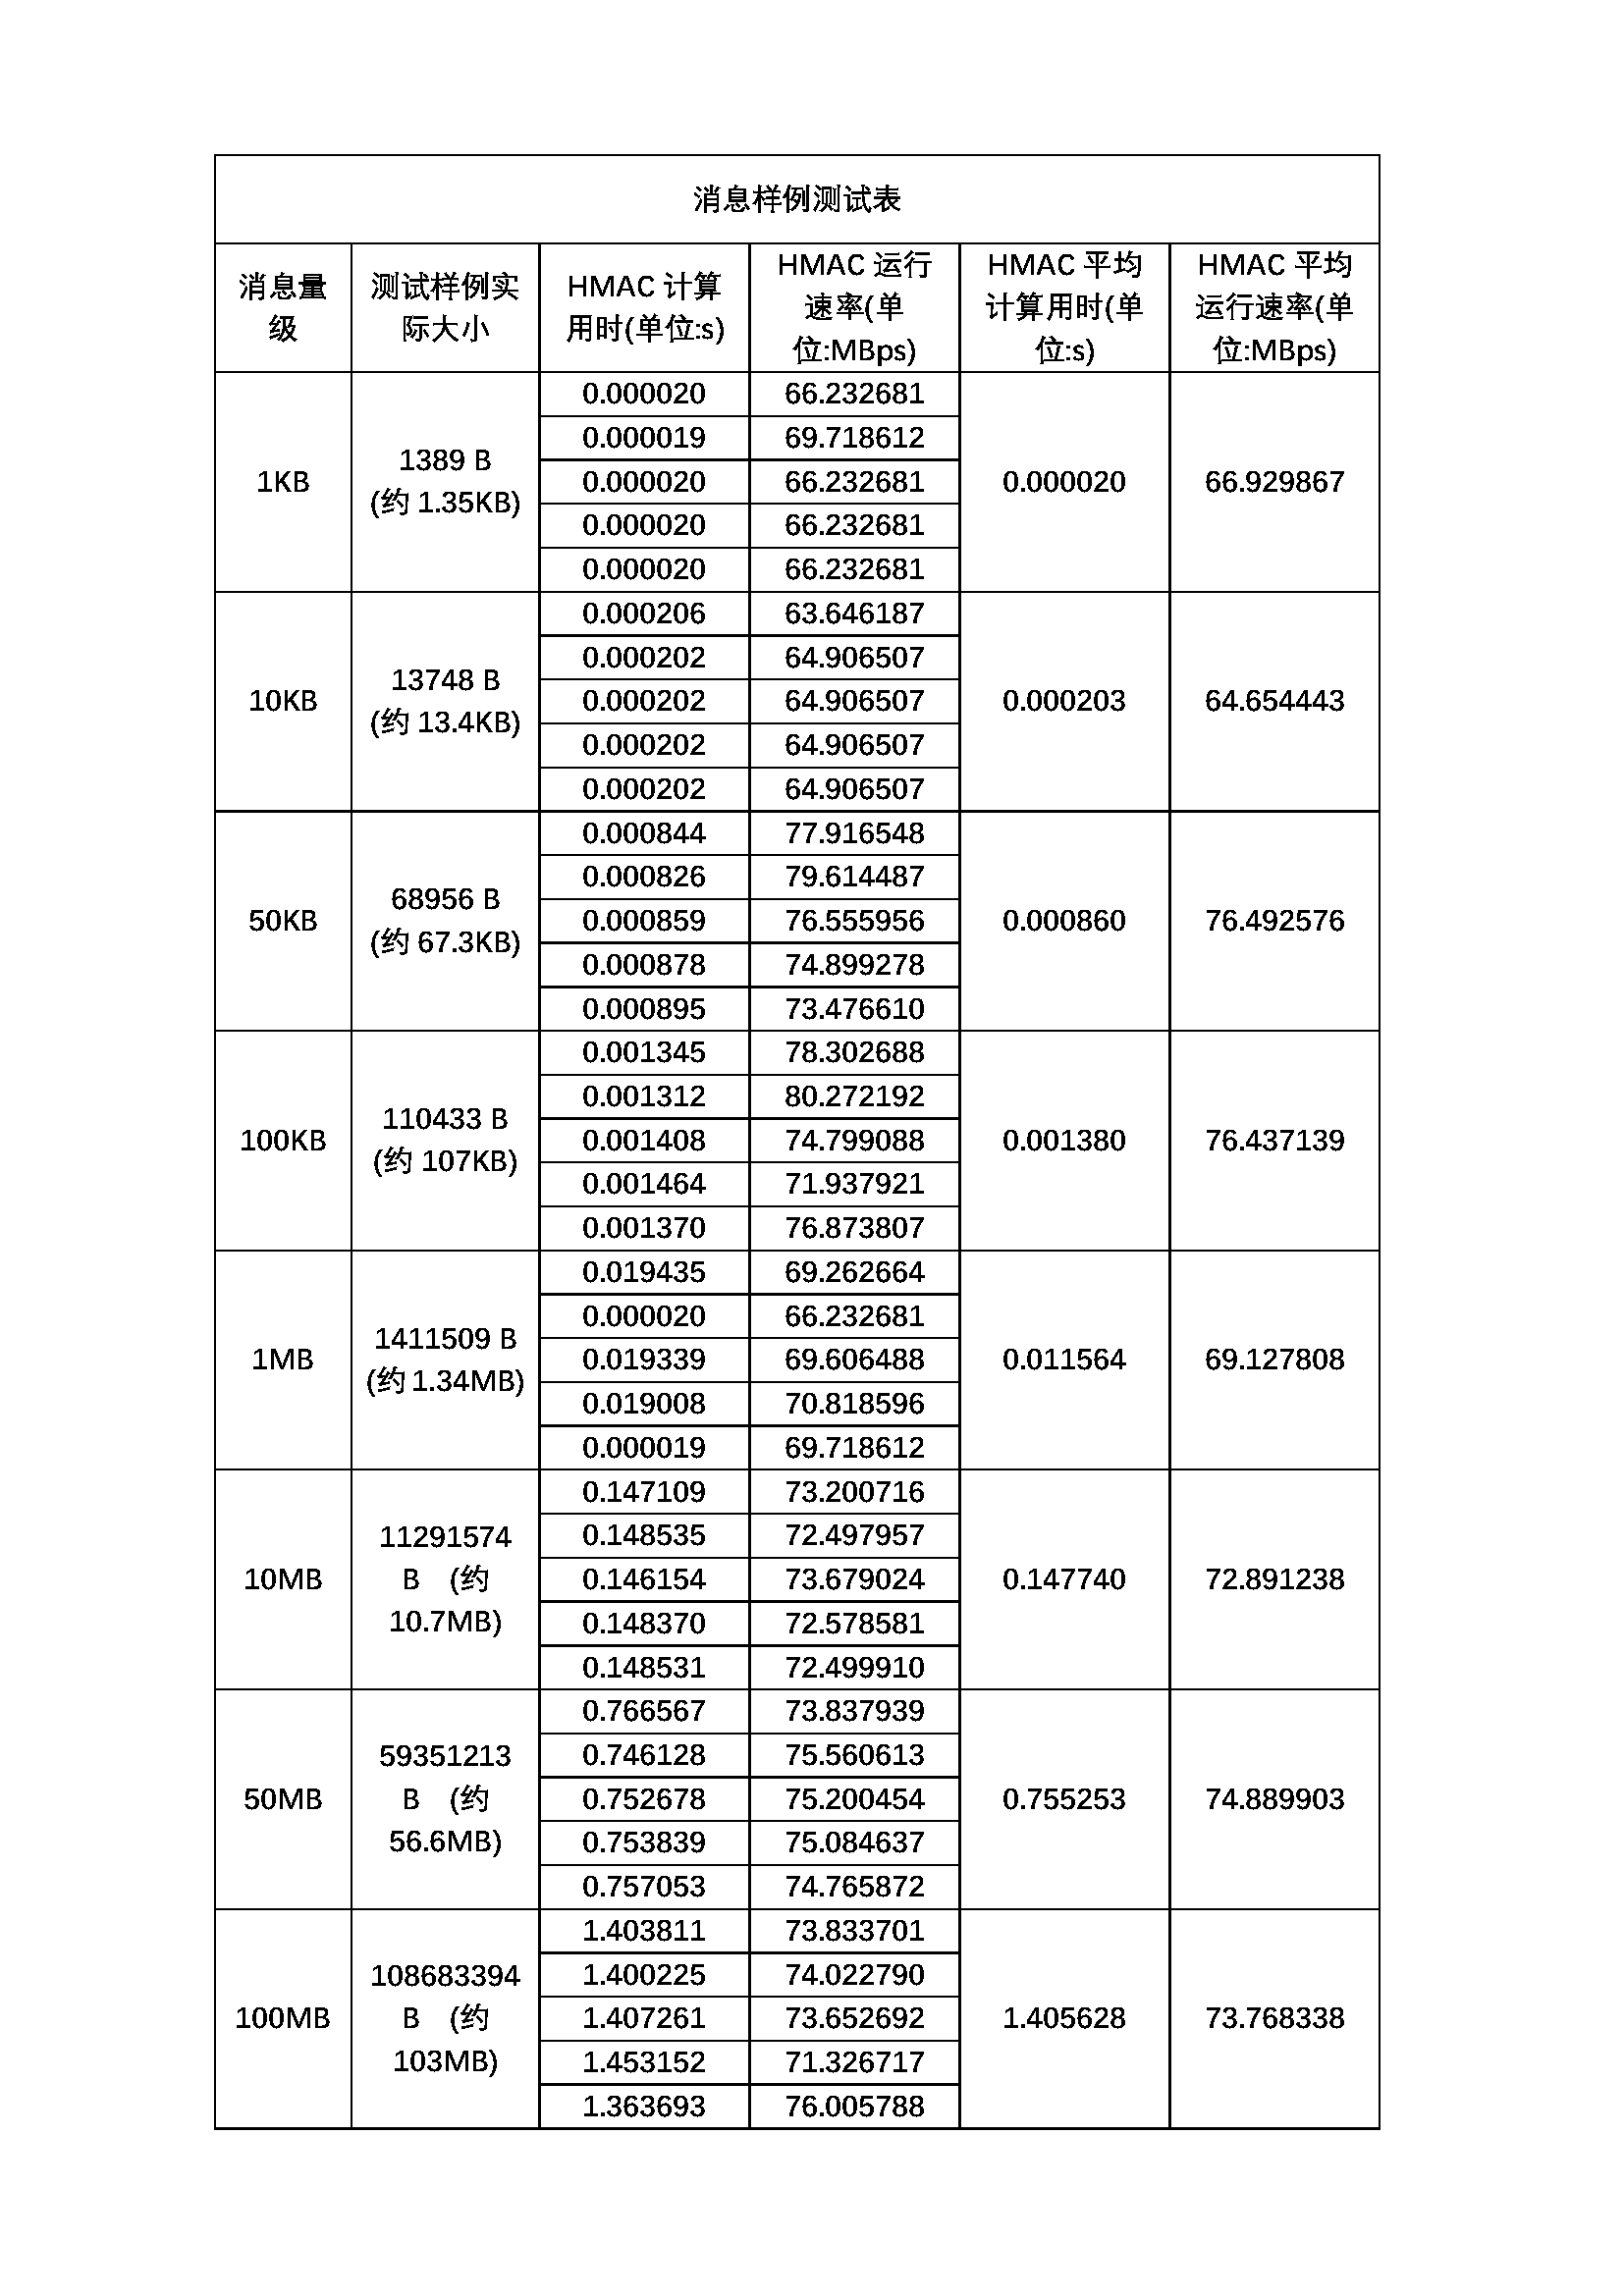 消息样例测试表
消息量
级
测试样例实
际大小
HMAC 计算
用时(单位:s)
HMAC 运行
速率(单
位:MBps)
HMAC 平均
计算用时(单
位:s)
HMAC 平均
运行速率(单
位:MBps)
1KB
1389 B
(约 1.35KB)
0.000020 66.232681
0.000019 69.718612
0.000020 66.232681
0.000020 66.232681
0.000020 66.232681
0.000020
66.929867
10KB
13748 B
(约 13.4KB)
0.000206 63.646187
0.000202 64.906507
0.000202 64.906507
0.000202 64.906507
0.000202 64.906507
0.000203
64.654443
50KB
68956 B
(约 67.3KB)
0.000844 77.916548
0.000826 79.614487
0.000859 76.555956
0.000878 74.899278
0.000895 73.476610
0.000860
76.492576
100KB
110433 B
(约 107KB)
0.001345 78.302688
0.001312 80.272192
0.001408 74.799088
0.001464 71.937921
0.001370 76.873807
0.001380
76.437139
1MB
1411509 B
(约 1.34MB)
0.019435 69.262664
0.000020 66.232681
0.019339 69.606488
0.019008 70.818596
0.000019 69.718612
0.011564
69.127808
10MB
11291574
B (约
10.7MB)
0.147109 73.200716
0.148535 72.497957
0.146154 73.679024
0.148370 72.578581
0.148531 72.499910
0.147740
72.891238
50MB
59351213
B (约
56.6MB)
0.766567 73.837939
0.746128 75.560613
0.752678 75.200454
0.753839 75.084637
0.757053 74.765872
0.755253
74.889903
100MB
108683394
B (约
103MB)
1.403811 73.833701
1.400225 74.022790
1.407261 73.652692
1.453152 71.326717
1.363693 76.005788
1.405628
73.768338